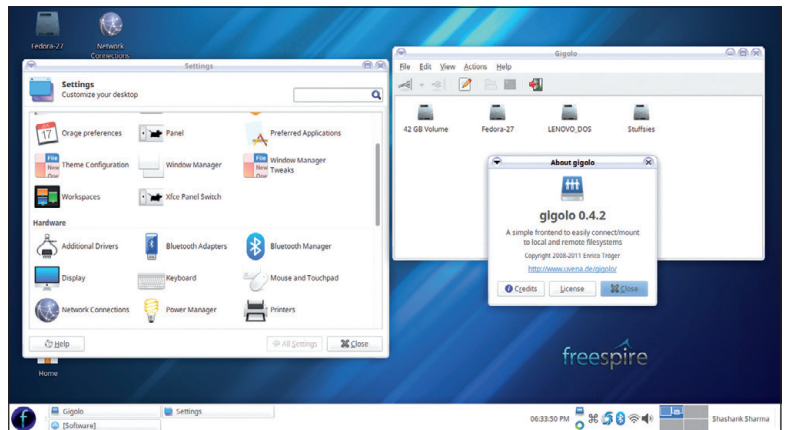 Fedora-27
Network
Connections
Settings
Settings
Customize your desktop
Orage preferences
Panel
Preferred Applications
Theme Configuration
Window Manager
Window Manager
Tweaks
Workspaces
Xfce Panel Switch
Hardware
Additional Drivers
Bluetooth Adapters
Bluetooth Manager
Display
Keyboard
Mouse and Touchpad
Network Connections
Power Manager
Printers
Help
All Settings
Close
Home
Gigolo
File Edit View Actions Help
42 GB Volume
Fedora-27
LENOVO_DOS
Stuffsies
About gigolo
gigolo 0.4.2
A simple frontend to easily connect/mount
to local and remote filesystems
Copyright 2008-2011 Enrico Tröger
http://www.uvena.de/gigolo/
Credits
License
Close
freespire
Gigolo
Settings
[Software]
06:33:50 PM
Shashank Sharma